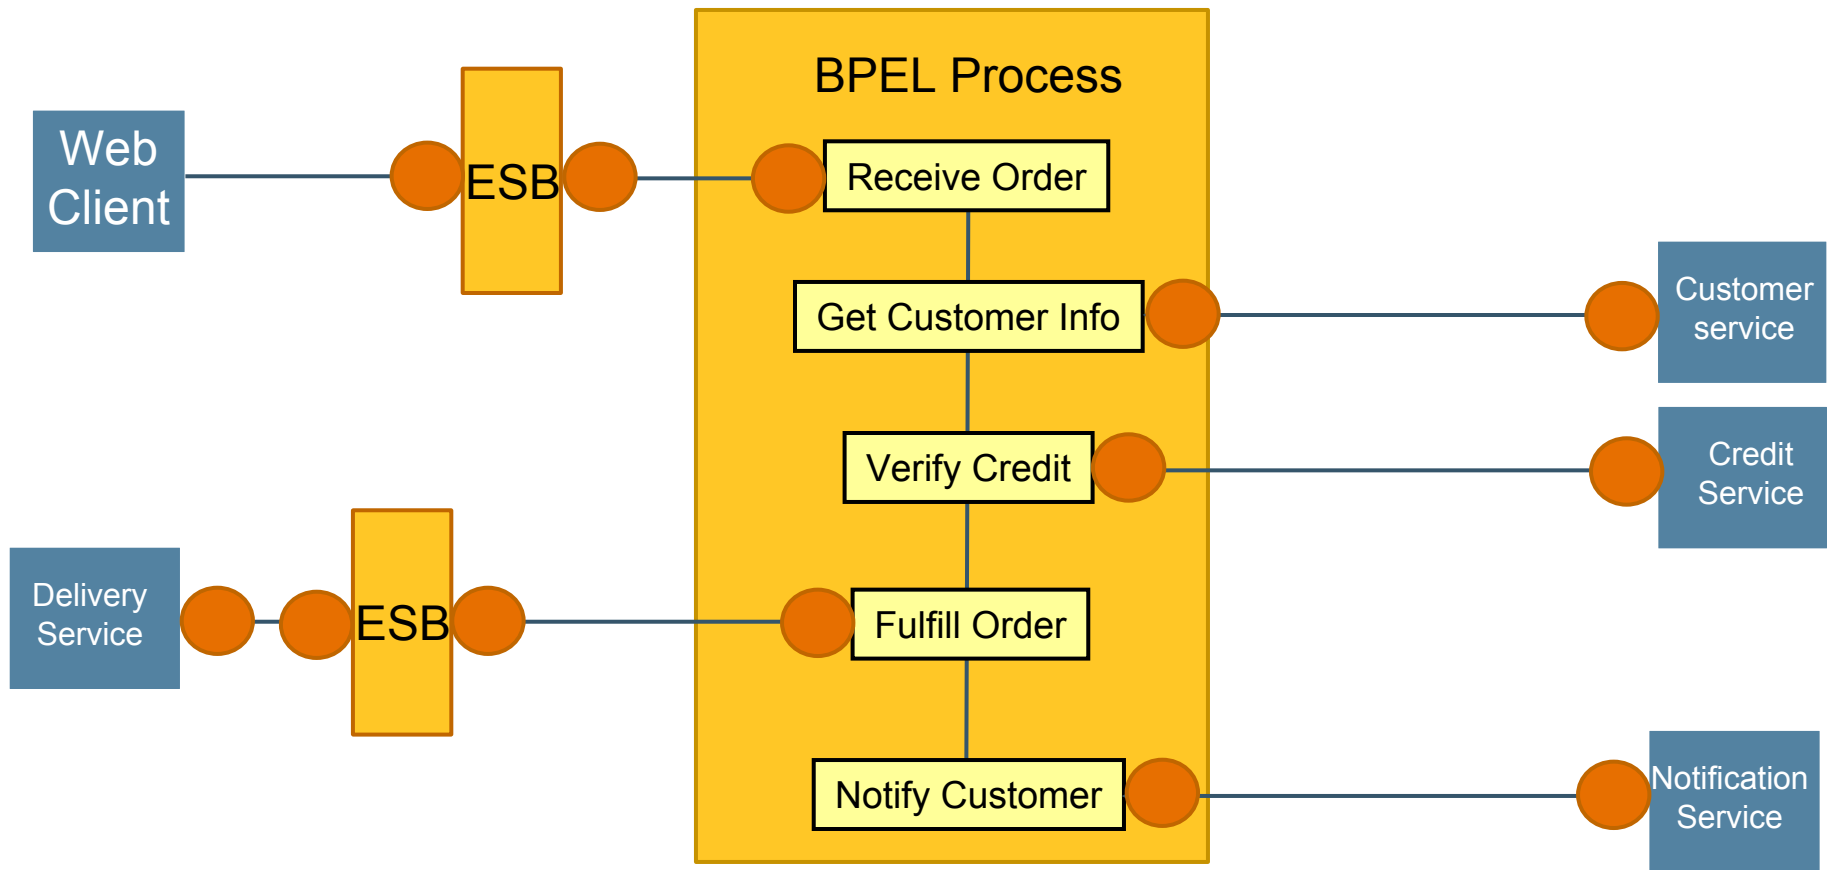 BPEL Process
Web
Client
ESB
Receive Order
Get Customer Info
Customer
service
Verify Credit
Credit
Service
Delivery
Service
ESB
Fulfill Order
Notify Customer
Notification
Service